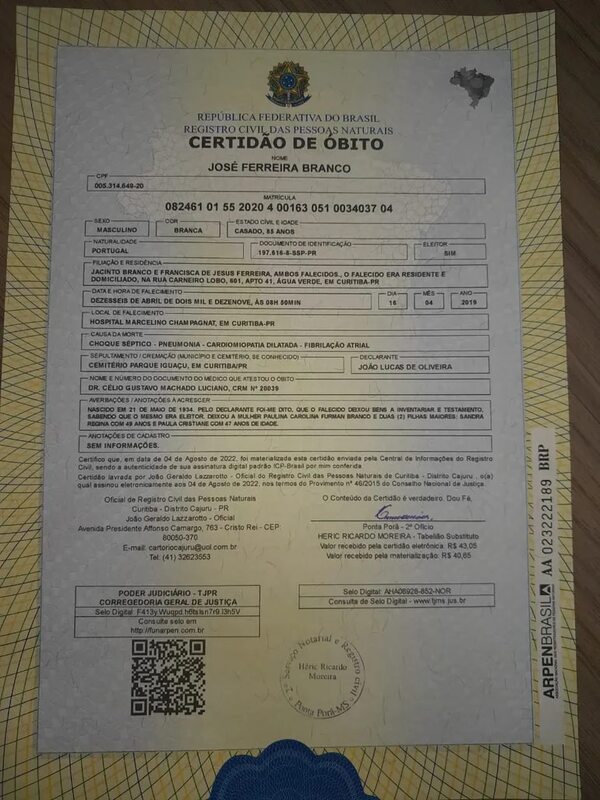 REPÚBLICA FEDERATIVA DO BRASIL
REGISTRO CIVIL DAS PESSOAS NATURAIS
CERTIDÃO DE ÓBITO
NOME
JOSÉ FERREIRA BRANCO
CPF
005.314.649-20
MATRÍCULA
082461 01 55 2020 4 00163 051 0034037 04
SEXO
MASCULINO
COR
BRANCA
ESTADO CIVIL E IDADE
CASADO, 85 ANOS
NATURALIDADE
PORTUGAL
DOCUMENTO DE IDENTIFICAÇÃO
197.616-8-SSP-PR
ELEITOR
SIM
FILIAÇÃO E RESIDÊNCIA
JACINTO BRANCO E FRANCISCA DE JESUS FERREIRA, AMBOS FALECIDOS., O FALECIDO ERA RESIDENTE E
DOMICILIADO, NA RUA CARNEIRO LOBO, 601, APTO 41, ÁGUA VERDE, EM CURITIBA-PR
DATA E HORA DE FALECIMENTO
DEZESSEIS DE ABRIL DE DOIS MIL E DEZENOVE, ÀS 08H 50MIN
DIA
16
MÊS
04
ANO
2019
LOCAL DE FALECIMENTO
HOSPITAL MARCELINO CHAMPAGNAT, EM CURITIBA-PR
CAUSA DA MORTE
CHOQUE SÉPTICO - PNEUMONIA - CARDIOMIOPATIA DILATADA - FIBRILAÇÃO ATRIAL
SEPULTAMENTO / CREMAÇÃO (MUNICÍPIO E CEMITÉRIO, SE CONHECIDO)
CEMITÉRIO PARQUE IGUAÇU, EM CURITIBA/PR
DECLARANTE
JOÃO LUCAS DE OLIVEIRA
NOME E NÚMERO DO DOCUMENTO DO MÉDICO QUE ATESTOU O ÓBITO
DR. CÉLIO GUSTAVO MACHADO LUCIANO, CRM Nº 28039
AVERBAÇÕES / ANOTAÇÕES A ACRESCER
NASCIDO EM 21 DE MAIO DE 1934. PELO DECLARANTE FOI-ME DITO, QUE O FALECIDO DEIXOU BENS A INVENTARIAR E TESTAMENTO,
SABENDO QUE O MESMO ERA ELEITOR. DEIXOU A MULHER PAULINA CAROLINA FURMAN BRANCO E DUAS (2) FILHAS MAIORES: SANDRA
REGINA COM 49 ANOS E PAULA CRISTIANE COM 47 ANOS DE IDADE.
ANOTAÇÕES DE CADASTRO
SEM INFORMAÇÕES.
Certifico que, em data de 04 de Agosto de 2022, foi materializado esta certidão enviada pela Central de Informações do Registro
Civil, sendo a autenticidade de sua assinatura digital padrão ICP-Brasil por mim conferida.
Certidão lavrada por João Geraldo Lazzarotto - Oficial do Registro Civil das Pessoas Naturais de Curitiba - Distrito Cajuru , o(a)
qual assinou eletronicamente aos 04 de Agosto de 2022, nos termos do Provimento nº 46/2015 do Conselho Nacional de Justiça.
Oficial de Registro Civil das Pessoas Naturais
Curitiba - Distrito Cajuru - PR
João Geraldo Lazzarotto - Oficial
Avenida Presidente Affonso Camargo, 763 - Cristo Rei - CEP:
80050-370
E-mail: cartoriocajuru@uol.com.br
Tel. (41) 32623553
O Conteúdo da Certidão é verdadeiro. Dou Fé,
Ponta Porã - 2º Ofício
HERIC RICARDO MOREIRA - Tabelião Substituto
Valor recebido pela certidão eletrônica: R$ 43,05
Valor recebido pela materialização: R$ 40,85
PODER JUDICIÁRIO - TJPR
CORREGEDORIA GERAL DE JUSTIÇA
Selo Digital: F413y
Consulte selo em
http://funarpen.com.br
Selo Digital: AHA06928-852-NOR
Consulta de Selo Digital - www.tjms.jus.br
2º Serviço Notarial e Registro civil
Héric Ricardo
Moreira
Ponta Porã-MS
ARPENBRASIL AA 023222189 BRP